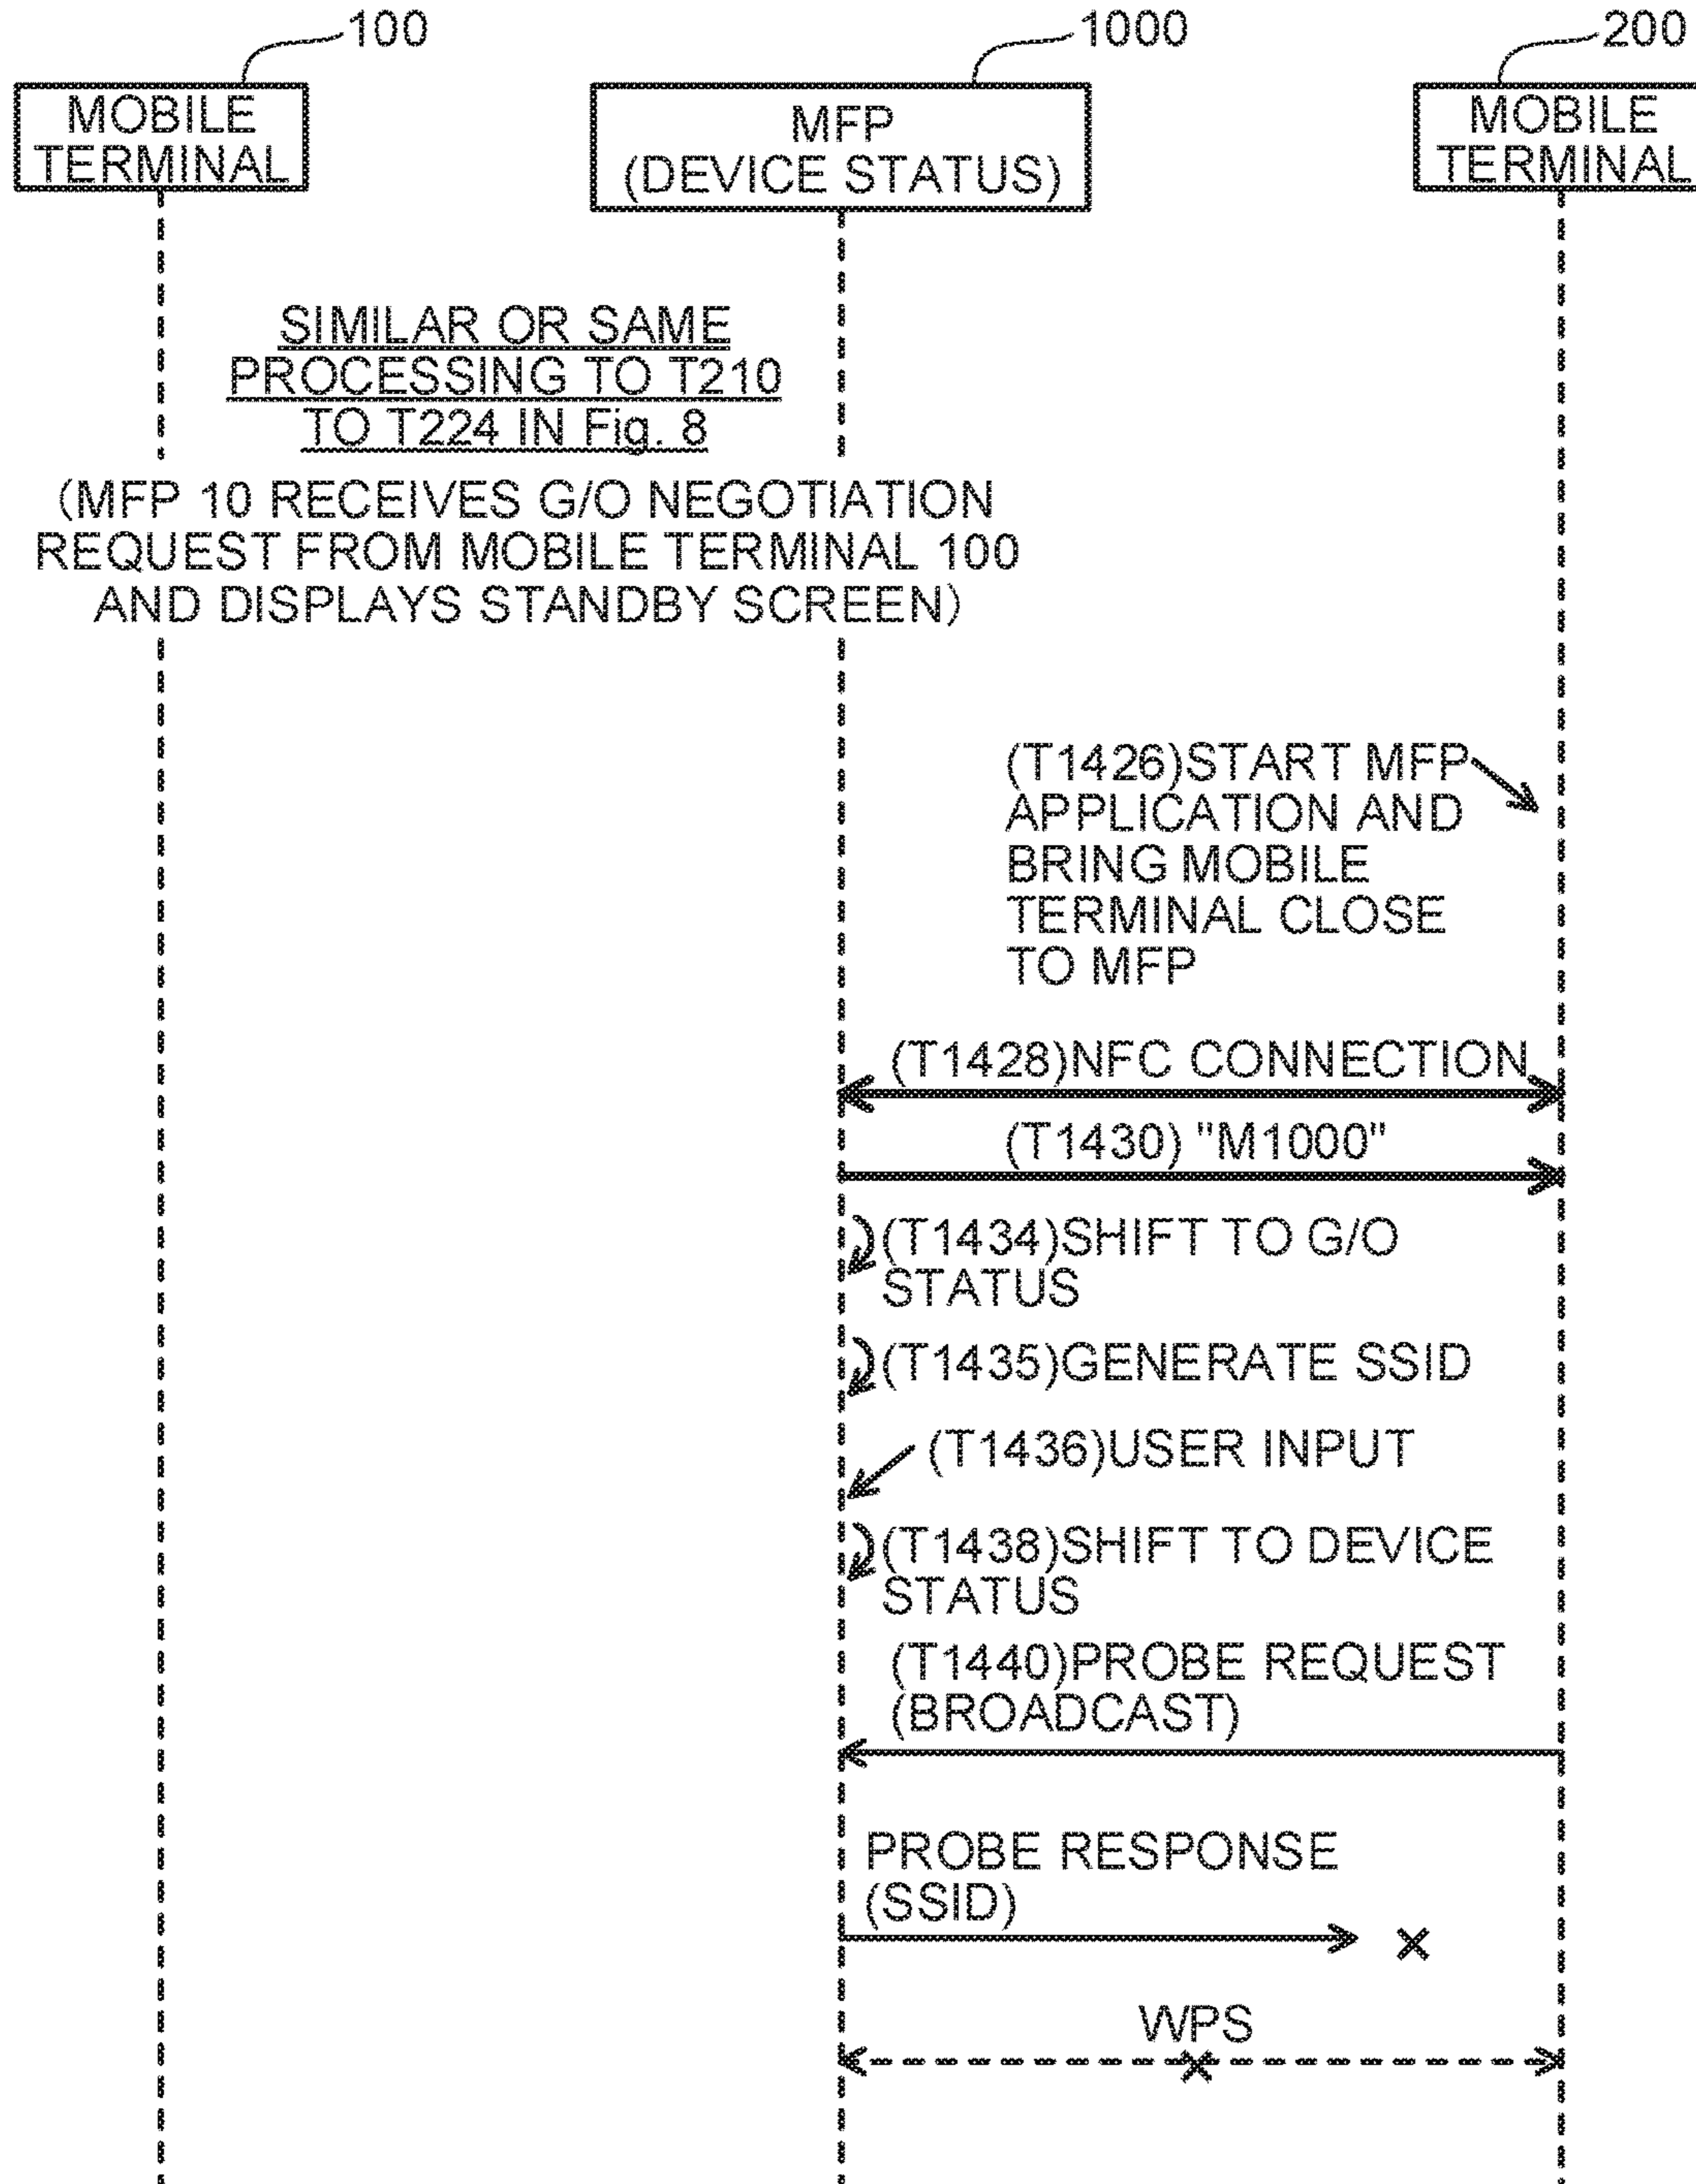 100
1000
200
MOBILE
TERMINAL
MFP
(DEVICE STATUS)
MOBILE
TERMINAL
SIMILAR OR SAME
PROCESSING TO T210
TO T224 IN Fig. 8
(MFP 10 RECEIVES G/O NEGOTIATION
REQUEST FROM MOBILE TERMINAL 100
AND DISPLAYS STANDBY SCREEN)
(T1426)START MFP
APPLICATION AND
BRING MOBILE
TERMINAL CLOSE
TO MFP
(T1428)NFC CONNECTION
(T1430) "M1000"
(T1434)SHIFT TO G/O
STATUS
(T1435)GENERATE SSID
(T1436)USER INPUT
(T1438)SHIFT TO DEVICE
STATUS
(T1440)PROBE REQUEST
(BROADCAST)
PROBE RESPONSE
(SSID)
WPS